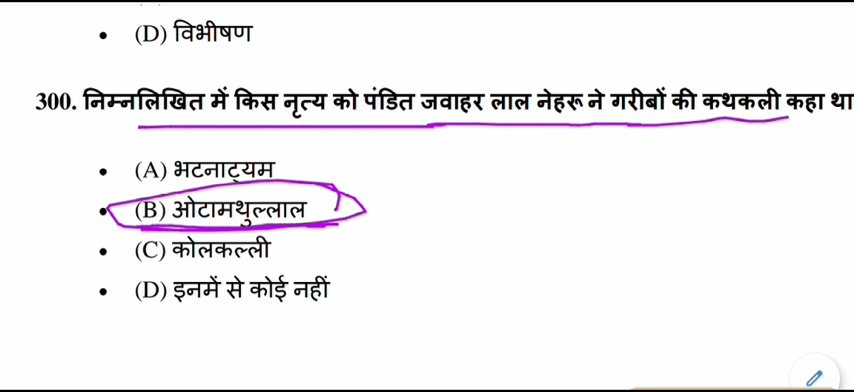 (D) विभीषण
300. निम्नलिखित में किस नृत्य को पंडित जवाहर लाल नेहरू ने गरीबों की कथकली कहा था
(A) भटनाट्यम
(B) ओटामथुल्लाल
(C) कोलकल्ली
(D) इनमें से कोई नहीं